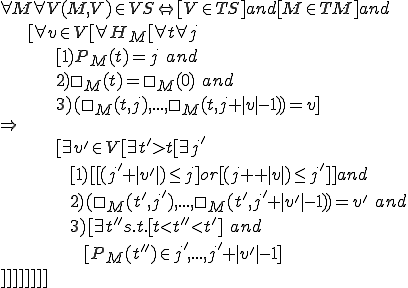 ∀M∀V(M,V)∈VS⇔[V∈TS]and[M∈TM]and
[∀v∈V[∀H_M[∀t∀j
[1)P_M(t)=j and
2)□_M(t)=□_M(0) and
3)(□_M(t,j),...,□_M(t,j+|v|−1))=v]
⇒
[∃v′∈V[∃t′>t[∃j′
[1)[[(j′+|v′|)≤j]or[(j++|v|)≤j′]]and
2)(□_M(t′,j′),...,□_M(t′,j′+|v′|−1))=v′ and
3)[∃t′′s.t.[t<t′′<t′] and
[P_M(t′′)∈j′,...,j′+|v′|−1]
]]]]]]]]